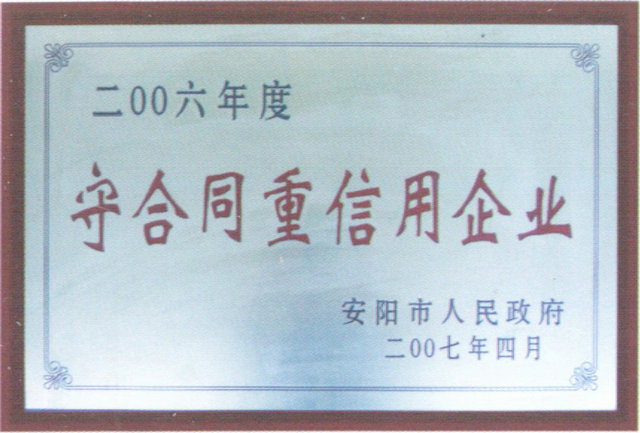 二00六年度
守合同重信用企业
安阳市人民政府
二00七年四月